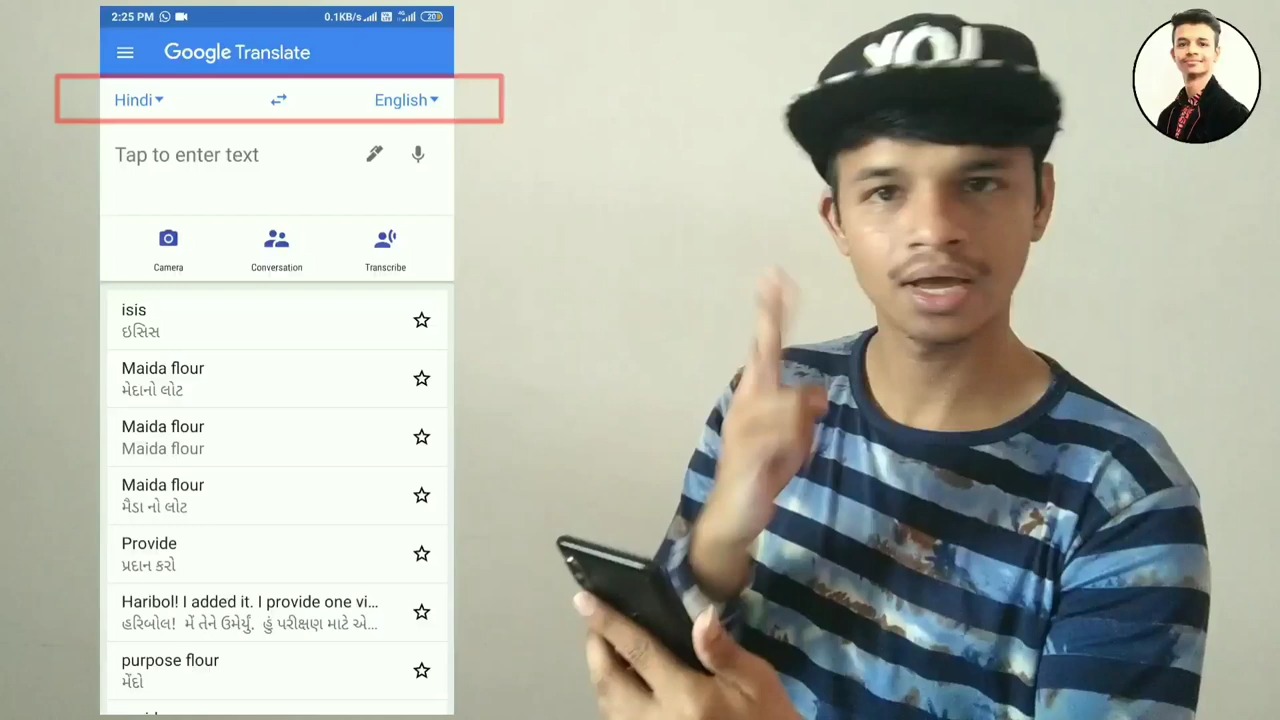 2:25 PM 0.1KB/s 20
Google Translate
Hindi English
Tap to enter text
Camera Conversation Transcribe
isis
ઇસિસ
Maida flour
મેદાનો લોટ
Maida flour
Maida flour
Maida flour
મૈડા નો લોટ
Provide
પ્રદાન કરો
Haribol! I added it. I provide one vi...
હરિબોલ! મેં તેને ઉમેર્યું. હું પરીક્ષણ માટે એ...
purpose flour
મેંદો